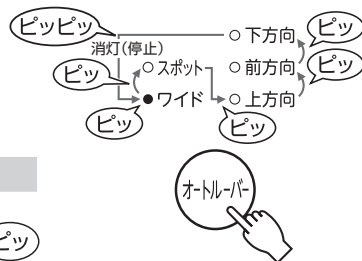 ピッピッ
○下方向
ピッ
消灯(停止)
ピッ
○スポット
○前方向
ピッ
●ワイド
○上方向
ピッ
ピッ
オートルーバー
ピッ